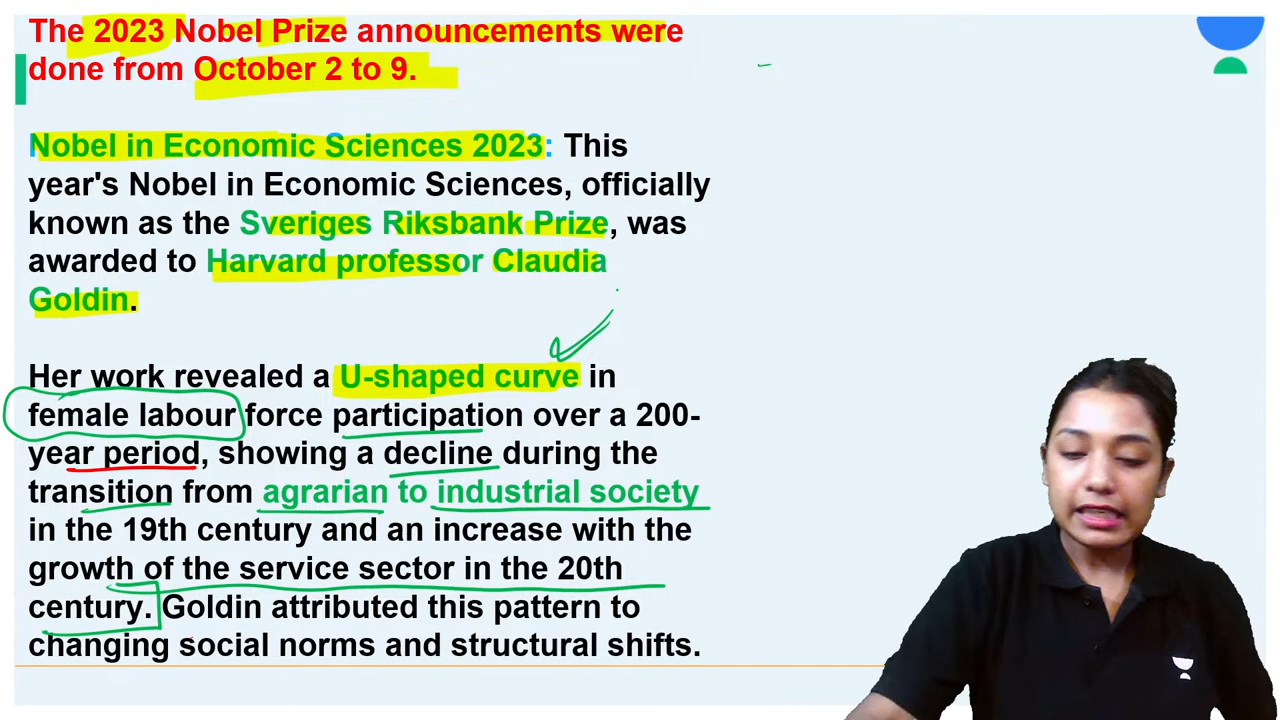 The 2023 Nobel Prize announcements were
done from October 2 to 9.
Nobel in Economic Sciences 2023: This
year's Nobel in Economic Sciences, officially
known as the Sveriges Riksbank Prize, was
awarded to Harvard professor Claudia
Goldin.
Her work revealed a U-shaped curve in
female labour force participation over a 200-
year period, showing a decline during the
transition from agrarian to industrial society
in the 19th century and an increase with the
growth of the service sector in the 20th
century. Goldin attributed this pattern to
changing social norms and structural shifts.